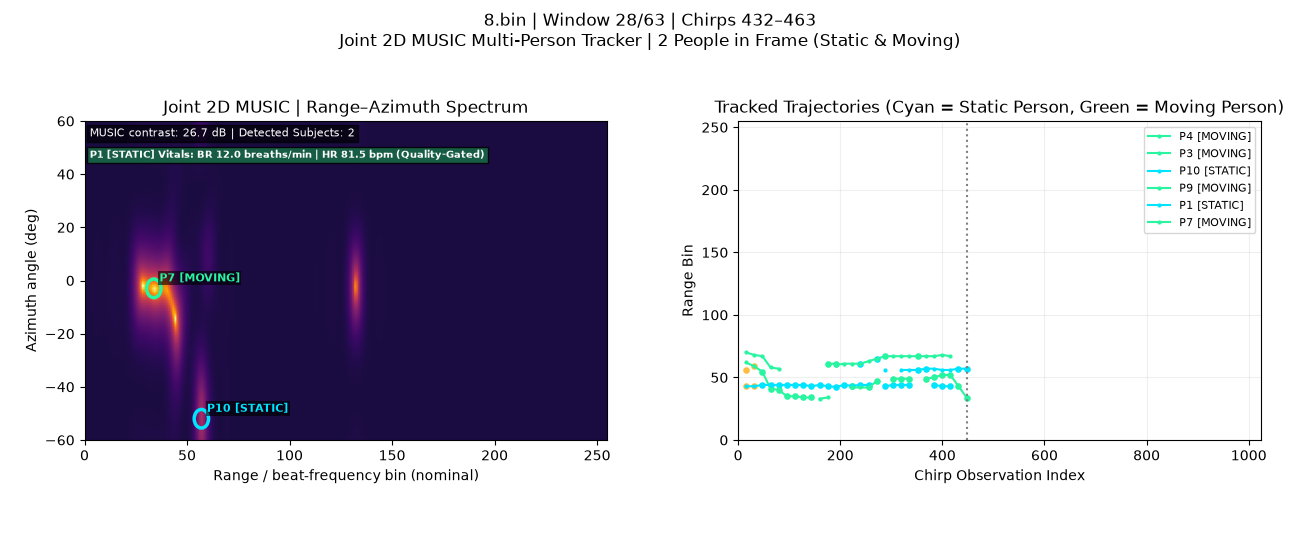 8.bin | Window 28/63 | Chirps 432–463
Joint 2D MUSIC Multi-Person Tracker | 2 People in Frame (Static & Moving)
Joint 2D MUSIC | Range–Azimuth Spectrum
MUSIC contrast: 26.7 dB | Detected Subjects: 2
P1 [STATIC] Vitals: BR 12.0 breaths/min | HR 81.5 bpm (Quality-Gated)
P7 [MOVING]
P10 [STATIC]
Azimuth angle (deg)
60
40
20
0
−20
−40
−60
0 50 100 150 200 250
Range / beat-frequency bin (nominal)
Tracked Trajectories (Cyan = Static Person, Green = Moving Person)
P4 [MOVING]
P3 [MOVING]
P10 [STATIC]
P9 [MOVING]
P1 [STATIC]
P7 [MOVING]
Range Bin
250
200
150
100
50
0
0 200 400 600 800 1000
Chirp Observation Index